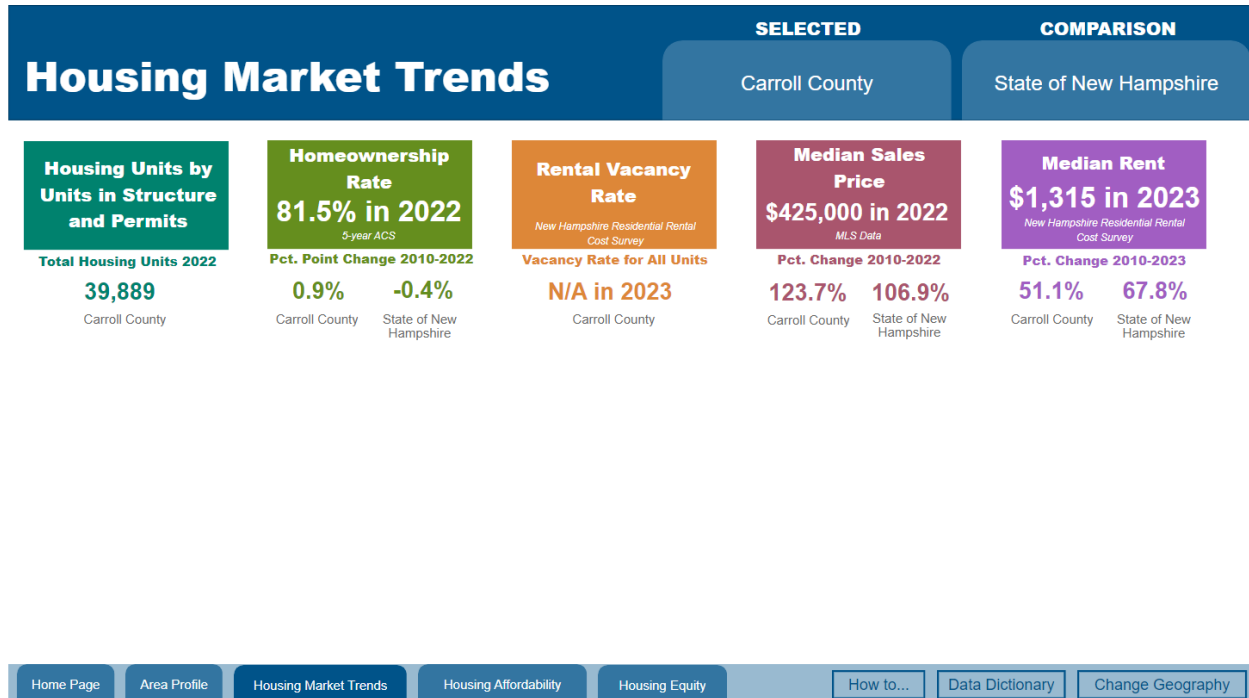 SELECTED
COMPARISON
Housing Market Trends
Carroll County
State of New Hampshire
Housing Units by
Units in Structure
and Permits
Total Housing Units 2022
39,889
Carroll County
Homeownership
Rate
81.5% in 2022
5-year ACS
Pct. Point Change 2010-2022
0.9%
-0.4%
Carroll County
State of New
Hampshire
Rental Vacancy
Rate
New Hampshire Residential Rental
Cost Survey
Vacancy Rate for All Units
N/A in 2023
Carroll County
Median Sales
Price
$425,000 in 2022
MLS Data
Pct. Change 2010-2022
123.7%
106.9%
Carroll County
State of New
Hampshire
Median Rent
$1,315 in 2023
New Hampshire Residential Rental
Cost Survey
Pct. Change 2010-2023
51.1%
67.8%
Carroll County
State of New
Hampshire
Home Page
Area Profile
Housing Market Trends
Housing Affordability
Housing Equity
How to...
Data Dictionary
Change Geography